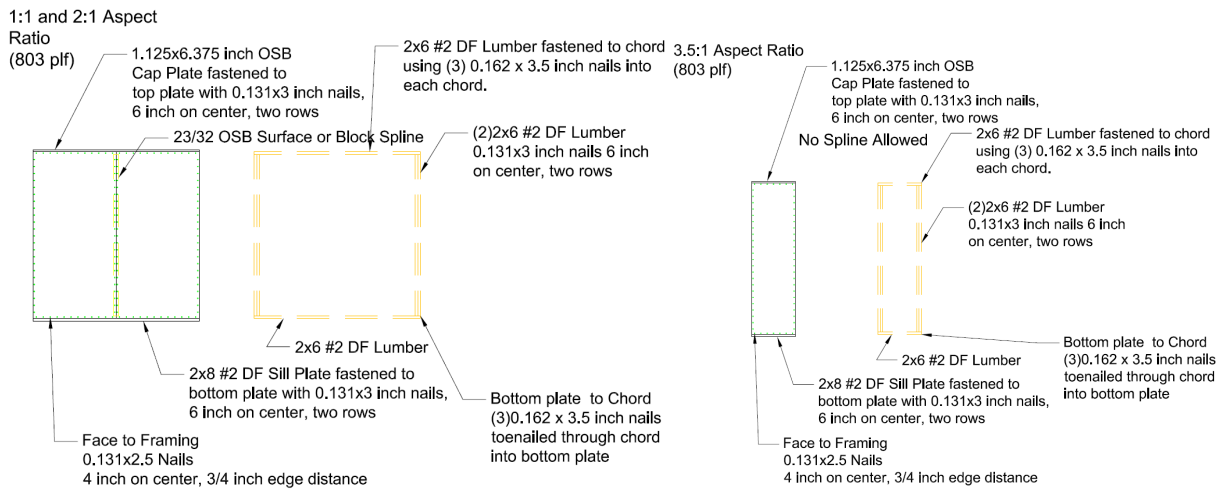 1:1 and 2:1 Aspect
Ratio
(803 plf)
1.125x6.375 inch OSB
Cap Plate fastened to
top plate with 0.131x3 inch nails,
6 inch on center, two rows
23/32 OSB Surface or Block Spline
2x6 #2 DF Lumber fastened to chord
using (3) 0.162 x 3.5 inch nails into
each chord.
(2)2x6 #2 DF Lumber
0.131x3 inch nails 6 inch
on center, two rows
2x6 #2 DF Lumber
2x8 #2 DF Sill Plate fastened to
bottom plate with 0.131x3 inch nails,
6 inch on center, two rows
Bottom plate to Chord
(3)0.162 x 3.5 inch nails
toenailed through chord
into bottom plate
Face to Framing
0.131x2.5 Nails
4 inch on center, 3/4 inch edge distance
3.5:1 Aspect Ratio
(803 plf)
1.125x6.375 inch OSB
Cap Plate fastened to
top plate with 0.131x3 inch nails,
6 inch on center, two rows
No Spline Allowed
2x6 #2 DF Lumber fastened to chord
using (3) 0.162 x 3.5 inch nails into
each chord.
(2)2x6 #2 DF Lumber
0.131x3 inch nails 6 inch
on center, two rows
2x6 #2 DF Lumber
Bottom plate to Chord
(3)0.162 x 3.5 inch nails
toenailed through chord
into bottom plate
2x8 #2 DF Sill Plate fastened to
bottom plate with 0.131x3 inch nails,
6 inch on center, two rows
Face to Framing
0.131x2.5 Nails
4 inch on center, 3/4 inch edge distance